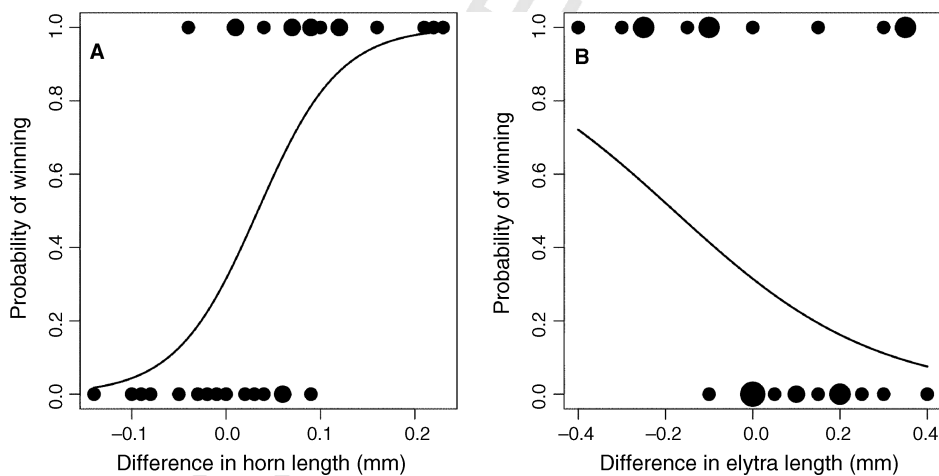 A
1.0
0.8
0.6
0.4
0.2
0.0
Probability of winning
−0.1 0.0 0.1 0.2
Difference in horn length (mm)
B
1.0
0.8
0.6
0.4
0.2
0.0
Probability of winning
−0.4 −0.2 0.0 0.2 0.4
Difference in elytra length (mm)